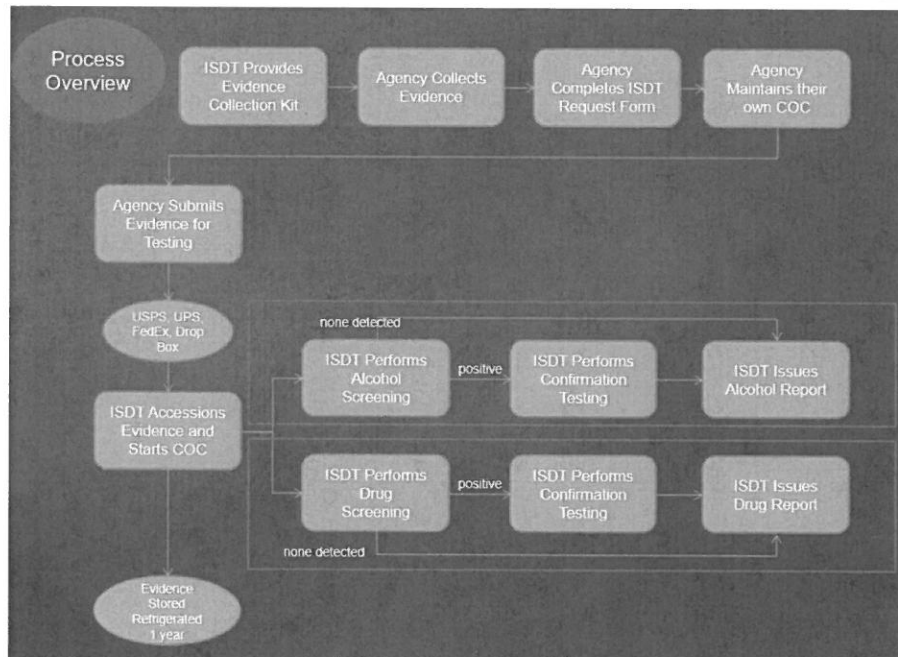 Process
Overview
ISDT Provides
Evidence
Collection Kit
Agency Collects
Evidence
Agency
Completes ISDT
Request Form
Agency
Maintains their
own COC
Agency Submits
Evidence for
Testing
USPS, UPS,
FedEx, Drop
Box
none detected
ISDT Performs
Alcohol
Screening
positive
ISDT Performs
Confirmation
Testing
ISDT Issues
Alcohol Report
ISDT Accessions
Evidence and
Starts COC
ISDT Performs
Drug
Screening
positive
ISDT Performs
Confirmation
Testing
ISDT Issues
Drug Report
none detected
Evidence
Stored
Refrigerated
1 year